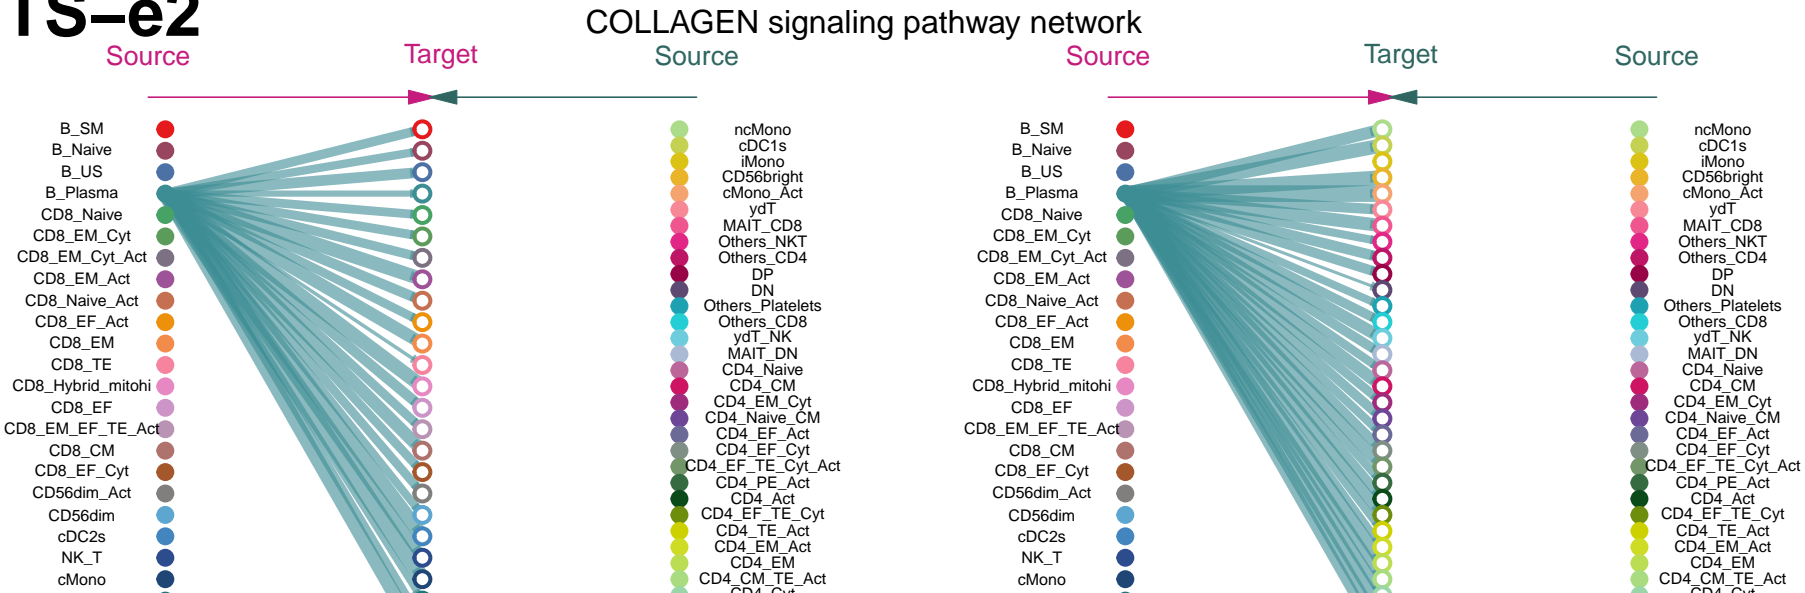 TS–e2
COLLAGEN signaling pathway network
Source
Target
Source
Source
Target
Source
B_SM
B_Naive
B_US
B_Plasma
CD8_Naive
CD8_EM_Cyt
CD8_EM_Cyt_Act
CD8_EM_Act
CD8_Naive_Act
CD8_EF_Act
CD8_EM
CD8_TE
CD8_Hybrid_mitohi
CD8_EF
CD8_EM_EF_TE_Act
CD8_CM
CD8_EF_Cyt
CD56dim_Act
CD56dim
cDC2s
NK_T
cMono
ncMono
cDC1s
iMono
CD56bright
cMono_Act
ydT
MAIT_CD8
Others_NKT
Others_CD4
DP
DN
Others_Platelets
Others_CD8
ydT_NK
MAIT_DN
CD4_Naive
CD4_CM
CD4_EM_Cyt
CD4_Naive_CM
CD4_EF_Act
CD4_EF_Cyt
CD4_EF_TE_Cyt_Act
CD4_PE_Act
CD4_Act
CD4_EF_TE_Cyt
CD4_TE_Act
CD4_EM_Act
CD4_EM
CD4_CM_TE_Act
CD4_Cyt
B_SM
B_Naive
B_US
B_Plasma
CD8_Naive
CD8_EM_Cyt
CD8_EM_Cyt_Act
CD8_EM_Act
CD8_Naive_Act
CD8_EF_Act
CD8_EM
CD8_TE
CD8_Hybrid_mitohi
CD8_EF
CD8_EM_EF_TE_Act
CD8_CM
CD8_EF_Cyt
CD56dim_Act
CD56dim
cDC2s
NK_T
cMono
ncMono
cDC1s
iMono
CD56bright
cMono_Act
ydT
MAIT_CD8
Others_NKT
Others_CD4
DP
DN
Others_Platelets
Others_CD8
ydT_NK
MAIT_DN
CD4_Naive
CD4_CM
CD4_EM_Cyt
CD4_Naive_CM
CD4_EF_Act
CD4_EF_Cyt
CD4_EF_TE_Cyt_Act
CD4_PE_Act
CD4_Act
CD4_EF_TE_Cyt
CD4_TE_Act
CD4_EM_Act
CD4_EM
CD4_CM_TE_Act
CD4_Cyt